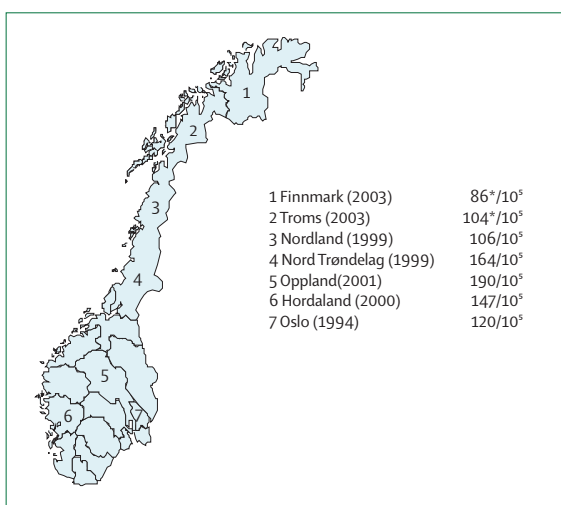 1
2
3
4
5
6
7
1 Finnmark (2003) 86*/10⁵
2 Troms (2003) 104*/10⁵
3 Nordland (1999) 106/10⁵
4 Nord Trøndelag (1999) 164/10⁵
5 Oppland(2001) 190/10⁵
6 Hordaland (2000) 147/10⁵
7 Oslo (1994) 120/10⁵